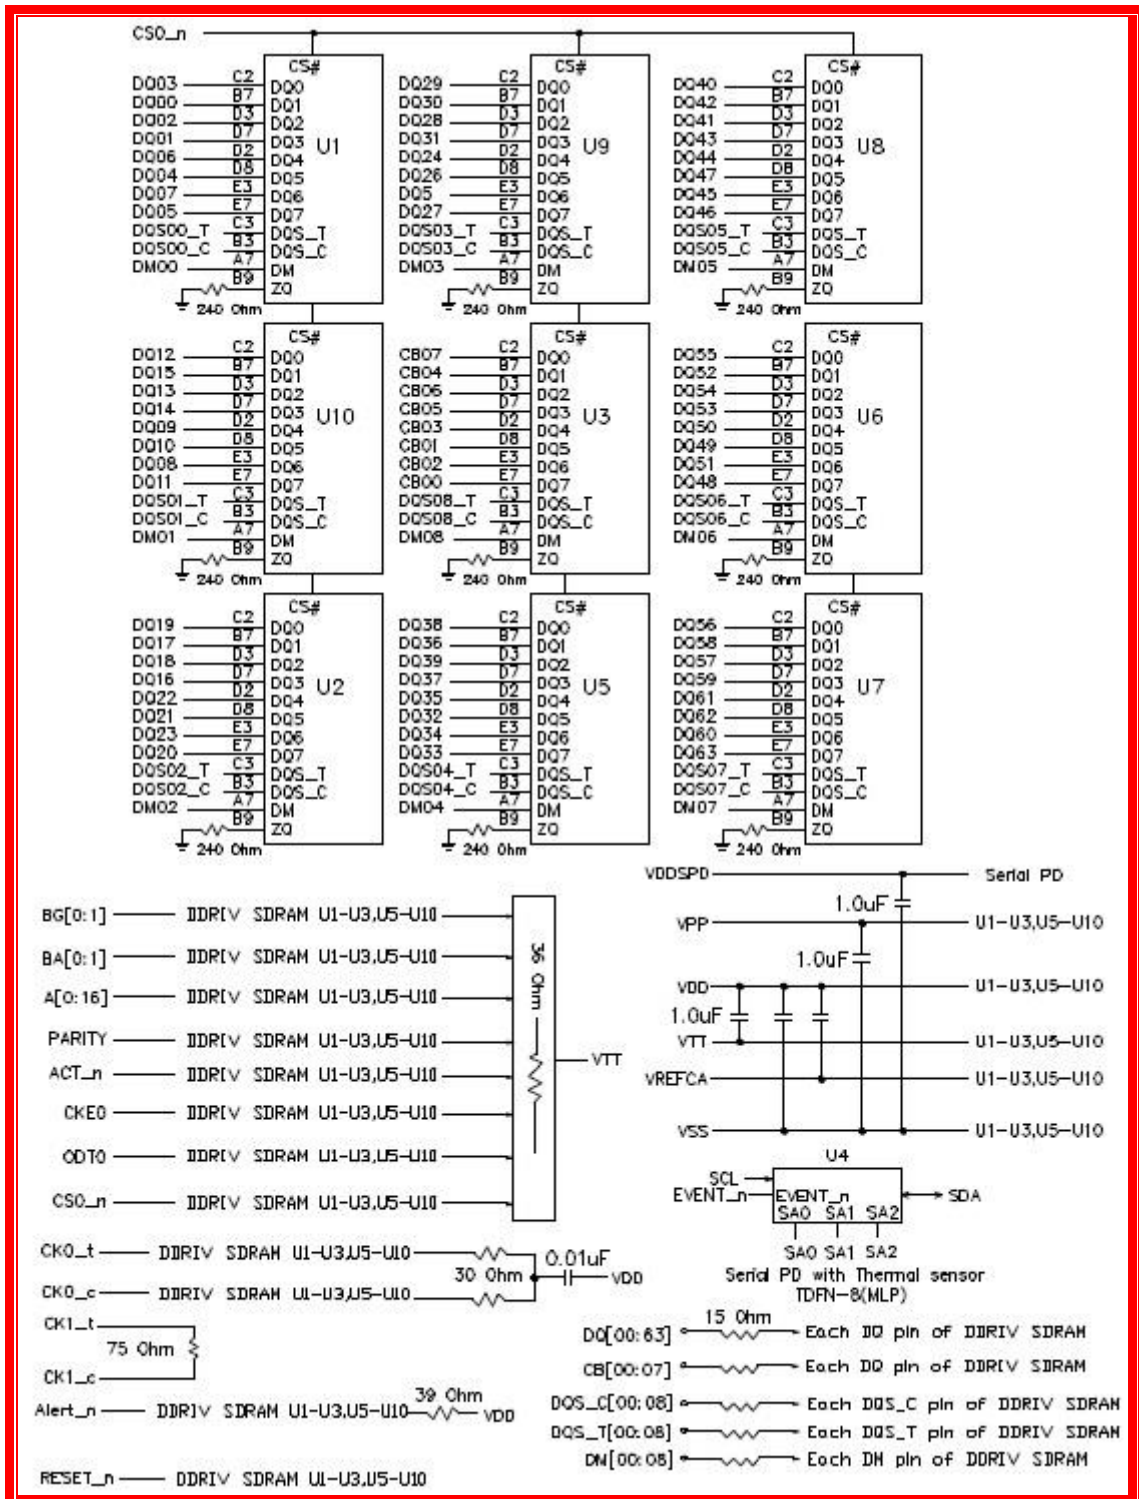 CS0_n
CS#
DQ03 C2 DQ0
DQ00 B7 DQ1
DQ02 D3 DQ2
DQ01 D7 DQ3 U1
DQ06 D2 DQ4
DQ04 D8 DQ5
DQ07 E3 DQ6
DQ05 E7 DQ7
DQS00_T C3 DQS_T
DQS00_C B3 DQS_C
DM00 A7 DM
B9 ZQ
240 Ohm
CS#
DQ29 C2 DQ0
DQ30 B7 DQ1
DQ28 D3 DQ2
DQ31 D7 DQ3 U9
DQ24 D2 DQ4
DQ26 D8 DQ5
DQ5 E3 DQ6
DQ27 E7 DQ7
DQS03_T C3 DQS_T
DQS03_C B3 DQS_C
DM03 A7 DM
B9 ZQ
240 Ohm
CS#
DQ40 C2 DQ0
DQ42 B7 DQ1
DQ41 D3 DQ2
DQ43 D7 DQ3 U8
DQ44 D2 DQ4
DQ47 D8 DQ5
DQ45 E3 DQ6
DQ46 E7 DQ7
DQS05_T C3 DQS_T
DQS05_C B3 DQS_C
DM05 A7 DM
B9 ZQ
240 Ohm
CS#
DQ12 C2 DQ0
DQ15 B7 DQ1
DQ13 D3 DQ2
DQ14 D7 DQ3 U10
DQ09 D2 DQ4
DQ10 D8 DQ5
DQ08 E3 DQ6
DQ11 E7 DQ7
DQS01_T C3 DQS_T
DQS01_C B3 DQS_C
DM01 A7 DM
B9 ZQ
240 Ohm
CS#
CB07 C2 DQ0
CB04 B7 DQ1
CB06 D3 DQ2
CB05 D7 DQ3 U3
CB03 D2 DQ4
CB01 D8 DQ5
CB02 E3 DQ6
CB00 E7 DQ7
DQS08_T C3 DQS_T
DQS08_C B3 DQS_C
DM08 A7 DM
B9 ZQ
240 Ohm
CS#
DQ55 C2 DQ0
DQ52 B7 DQ1
DQ54 D3 DQ2
DQ53 D7 DQ3 U6
DQ50 D2 DQ4
DQ49 D8 DQ5
DQ51 E3 DQ6
DQ48 E7 DQ7
DQS06_T C3 DQS_T
DQS06_C B3 DQS_C
DM06 A7 DM
B9 ZQ
240 Ohm
CS#
DQ19 C2 DQ0
DQ17 B7 DQ1
DQ18 D3 DQ2
DQ16 D7 DQ3 U2
DQ22 D2 DQ4
DQ21 D8 DQ5
DQ23 E3 DQ6
DQ20 E7 DQ7
DQS02_T C3 DQS_T
DQS02_C B3 DQS_C
DM02 A7 DM
B9 ZQ
240 Ohm
CS#
DQ38 C2 DQ0
DQ36 B7 DQ1
DQ39 D3 DQ2
DQ37 D7 DQ3 U5
DQ35 D2 DQ4
DQ32 D8 DQ5
DQ34 E3 DQ6
DQ33 E7 DQ7
DQS04_T C3 DQS_T
DQS04_C B3 DQS_C
DM04 A7 DM
B9 ZQ
240 Ohm
CS#
DQ56 C2 DQ0
DQ58 B7 DQ1
DQ57 D3 DQ2
DQ59 D7 DQ3 U7
DQ61 D2 DQ4
DQ62 D8 DQ5
DQ60 E3 DQ6
DQ63 E7 DQ7
DQS07_T C3 DQS_T
DQS07_C B3 DQS_C
DM07 A7 DM
B9 ZQ
240 Ohm
BG[0:1] DDRIV SDRAM U1-U3,U5-U10
BA[0:1] DDRIV SDRAM U1-U3,U5-U10
A[0:16] DDRIV SDRAM U1-U3,U5-U10
PARITY DDRIV SDRAM U1-U3,U5-U10
ACT_n DDRIV SDRAM U1-U3,U5-U10
CKE0 DDRIV SDRAM U1-U3,U5-U10
ODT0 DDRIV SDRAM U1-U3,U5-U10
CS0_n DDRIV SDRAM U1-U3,U5-U10
36 Ohm
VTT
VDDSPD Serial PD
1.0uF
VPP U1-U3,U5-U10
1.0uF
VDD U1-U3,U5-U10
1.0uF
VTT U1-U3,U5-U10
VREFCA U1-U3,U5-U10
VSS U1-U3,U5-U10
U4
SCL
EVENT_n EVENT_n SDA
SA0 SA1 SA2
SA0 SA1 SA2
Serial PD with Thermal sensor
TDFN-8(MLP)
CK0_t DDRIV SDRAM U1-U3,U5-U10
30 Ohm 0.01uF VDD
CK0_c DDRIV SDRAM U1-U3,U5-U10
CK1_t
75 Ohm
CK1_c
Alert_n DDRIV SDRAM U1-U3,U5-U10 39 Ohm VDD
RESET_n DDRIV SDRAM U1-U3,U5-U10
15 Ohm
DQ[00:63] Each DQ pin of DDRIV SDRAM
CB[00:07] Each DQ pin of DDRIV SDRAM
DQS_C[00:08] Each DQS_C pin of DDRIV SDRAM
DQS_T[00:08] Each DQS_T pin of DDRIV SDRAM
DM[00:08] Each DM pin of DDRIV SDRAM